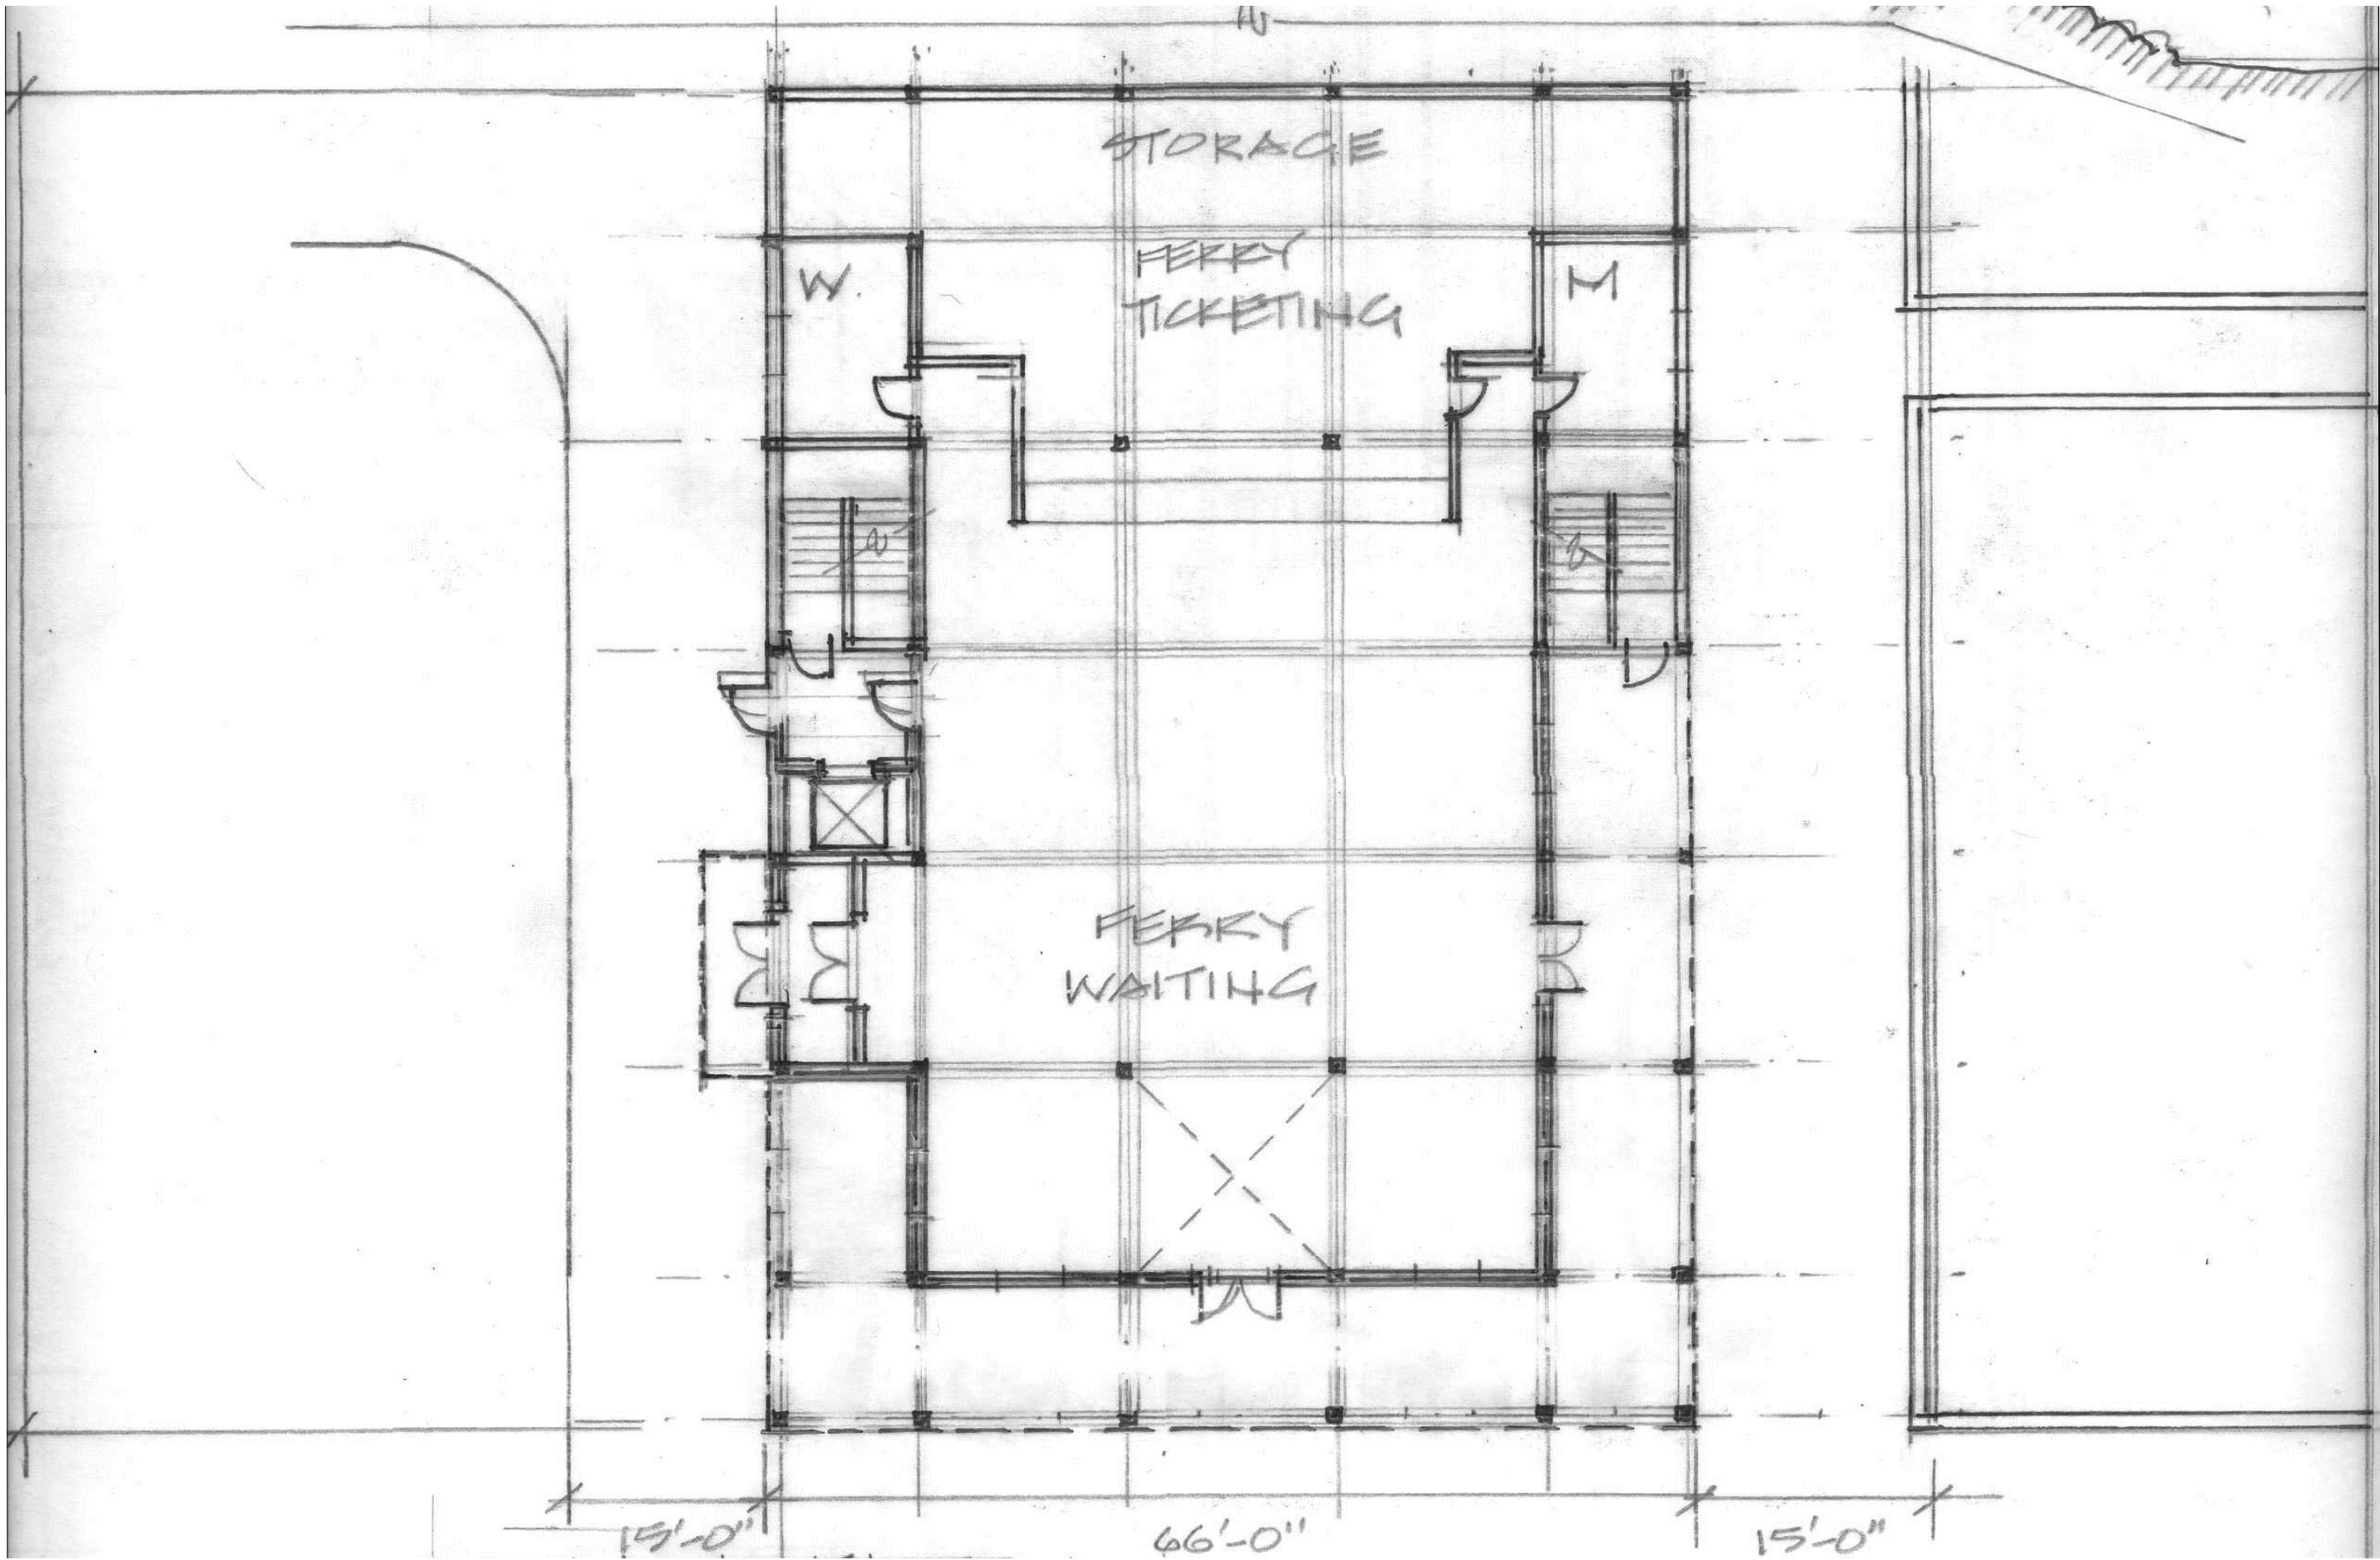 STORAGE
W.
FERRY
TICKETING
M
FERRY
WAITING
15'-0"
66'-0"
15'-0"